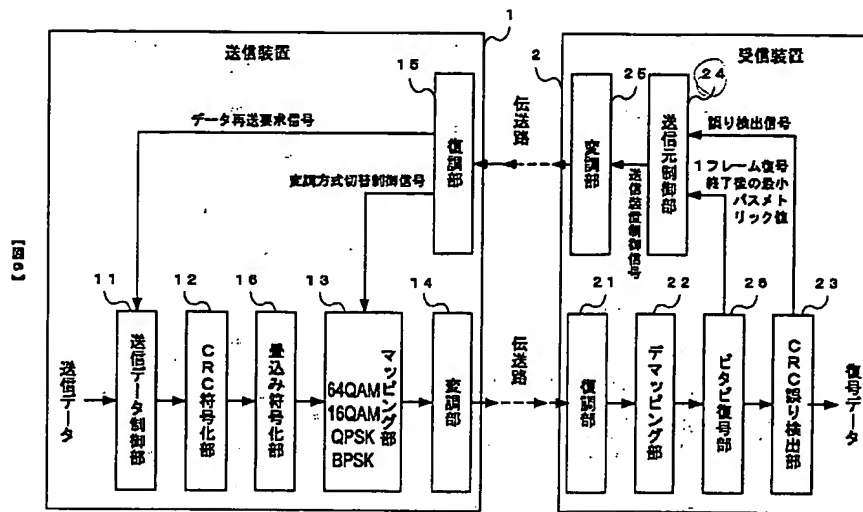 【図6】
送信装置
1
15
復調部
データ再送要求信号
変調方式切替制御信号
伝送路
2
受信装置
25
変調部
送信装置制御信号
24
送信元制御部
誤り検出信号
1フレーム復号
終了後の最小
パスメト
リック値
送信データ
11
送信データ制御部
12
CRC符号化部
16
畳込み符号化部
13
マッピング部
64QAM
16QAM
QPSK
BPSK
14
変調部
伝送路
21
復調部
22
デマッピング部
26
ビタビ復号部
23
CRC誤り検出部
復号データ